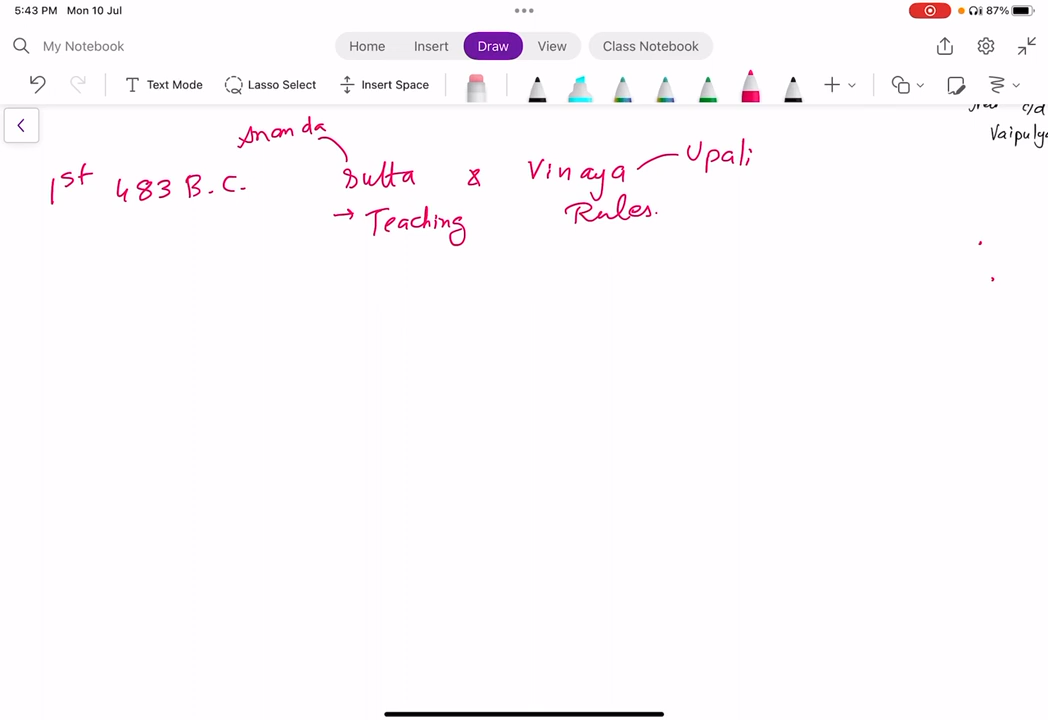 5:43 PM Mon 10 Jul
87%
My Notebook
Home Insert Draw View Class Notebook
Text Mode Lasso Select Insert Space
c/d
Vaipulya
Ananda
1st 483 B.C. Sutta & Vinaya Upali
→ Teaching Rules.